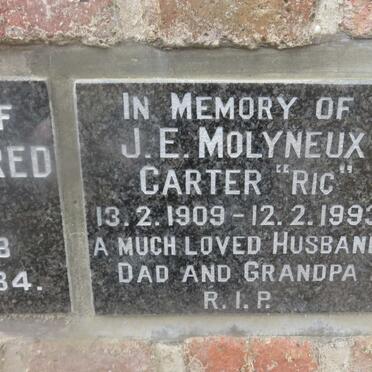 IN MEMORY OF
J.E. MOLYNEUX
CARTER "RIC"
13.2.1909-12.2.1993
A MUCH LOVED HUSBAND
DAD AND GRANDPA
R.I.P.